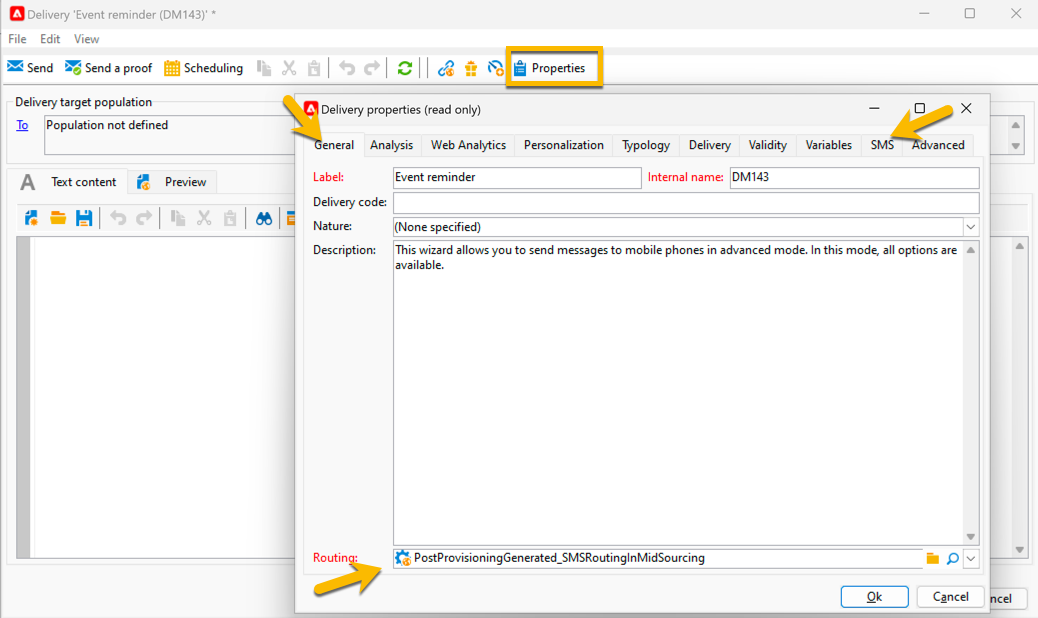 Delivery 'Event reminder (DM143)' *
File Edit View
Send Send a proof Scheduling Properties
Delivery target population
To Population not defined
Text content Preview
Delivery properties (read only)
General Analysis Web Analytics Personalization Typology Delivery Validity Variables SMS Advanced
Label: Event reminder Internal name: DM143
Delivery code:
Nature: (None specified)
Description: This wizard allows you to send messages to mobile phones in advanced mode. In this mode, all options are
available.
Routing: PostProvisioningGenerated_SMSRoutingInMidSourcing
Ok Cancel ncel